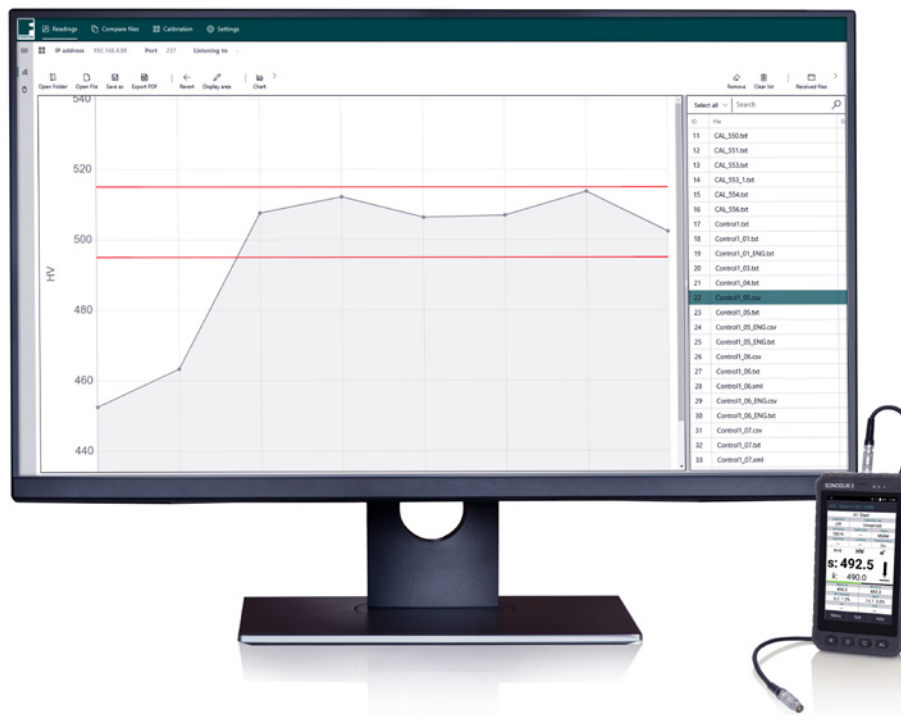 Readings Compare files Calibration Settings
IP address 192.168.4.88 Port 257 Listening to -
Open Folder Open File Save as Export PDF Revert Display area Chart Remove Clear list Received files
Select all Search
ID File D
540
520
500
480
460
440
HV
11 CAL_550.txt
12 CAL_551.txt
13 CAL_553.txt
14 CAL_553_1.txt
15 CAL_554.txt
16 CAL_556.txt
17 Control1.txt
18 Control1_01.txt
19 Control1_01_ENG.txt
20 Control1_03.txt
21 Control1_04.txt
22 Control1_05.csv
23 Control1_05.txt
24 Control1_05_ENG.csv
25 Control1_05_ENG.txt
26 Control1_06.csv
27 Control1_06.txt
28 Control1_06.xml
29 Control1_06_ENG.csv
30 Control1_06_ENG.txt
31 Control1_07.csv
32 Control1_07.txt
33 Control1_07.xml
SONODUR 3
HV
s: 492.5
x̄: 490.0
Menu Info